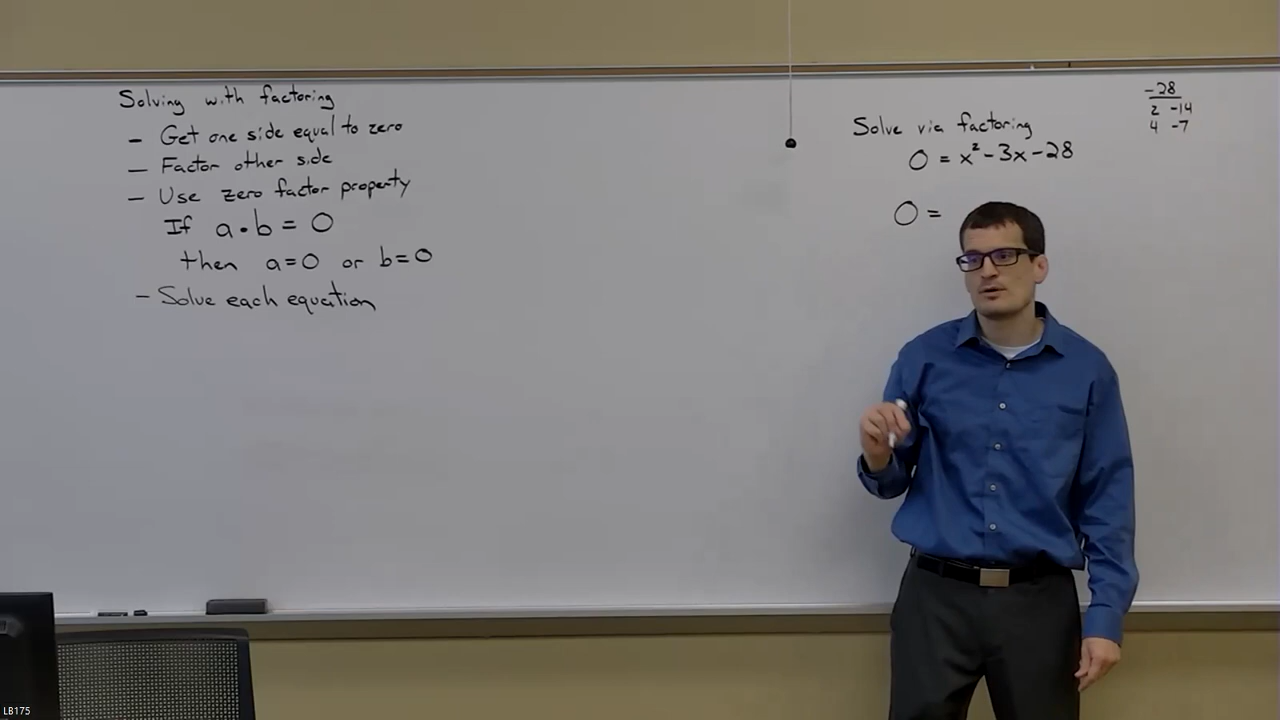 Solving with factoring
- Get one side equal to zero
- Factor other side
- Use zero factor property
If a • b = 0
then a=0 or b=0
- Solve each equation
Solve via factoring
0 = x² - 3x - 28
0 =
-28
2 -14
4 -7
LB175